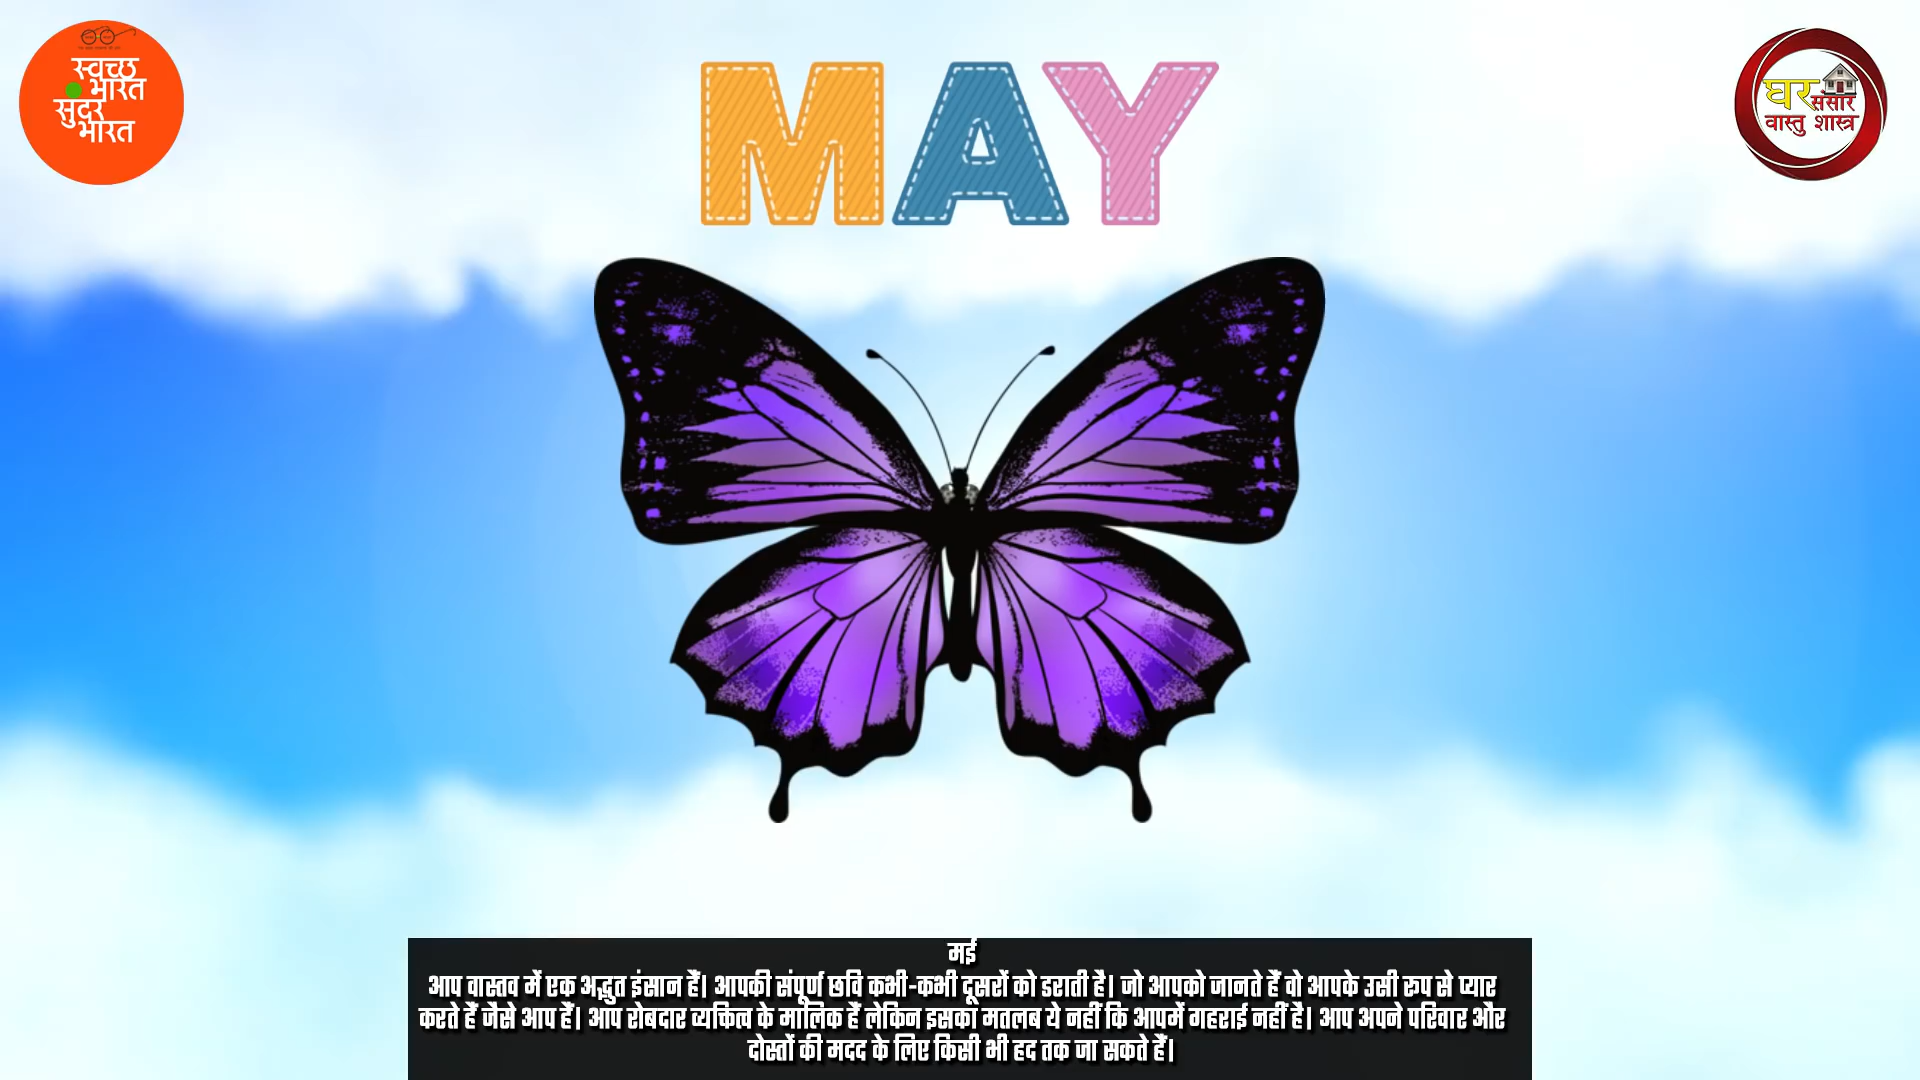 स्वच्छ
भारत
सुंदर
भारत
MAY
घर
संसार
वास्तु शास्त्र
मई
आप वास्तव में एक अद्भुत इंसान हैं। आपकी संपूर्ण छवि कभी-कभी दूसरों को डराती है। जो आपको जानते हैं वो आपके उसी रूप से प्यार
करते हैं जैसे आप हैं। आप रोबदार व्यक्तित्व के मालिक हैं लेकिन इसका मतलब ये नहीं कि आपमें गहराई नहीं है। आप अपने परिवार और
दोस्तों की मदद के लिए किसी भी हद तक जा सकते हैं।